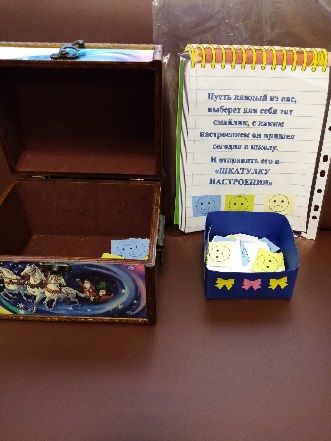 Пусть каждый из вас,
выберет для себя тот
смайлик, с каким
настроением он пришел
сегодня в школу.
И отправить его в
«ШКАТУЛКУ
НАСТРОЕНИЯ»